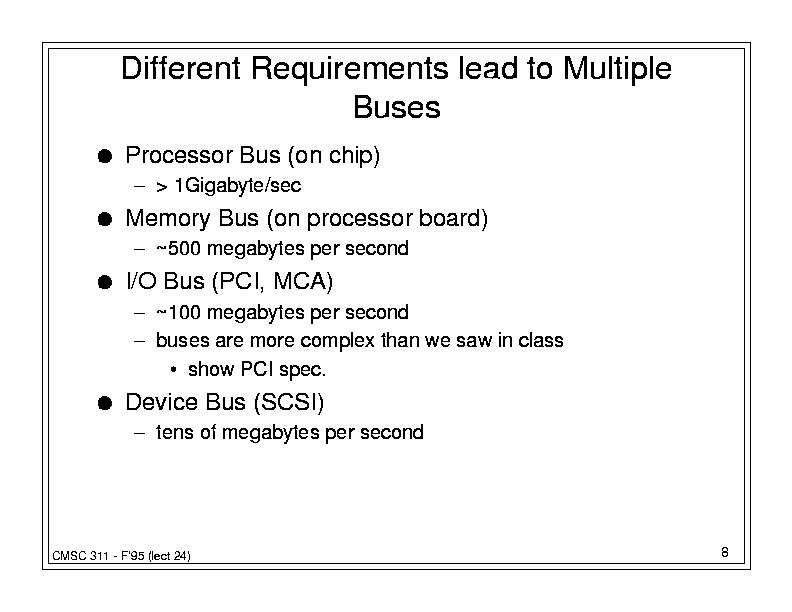 Different Requirements lead to Multiple
Buses
● Processor Bus (on chip)
– > 1Gigabyte/sec
● Memory Bus (on processor board)
– ~500 megabytes per second
● I/O Bus (PCI, MCA)
– ~100 megabytes per second
– buses are more complex than we saw in class
• show PCI spec.
● Device Bus (SCSI)
– tens of megabytes per second
CMSC 311 - F'95 (lect 24)
8